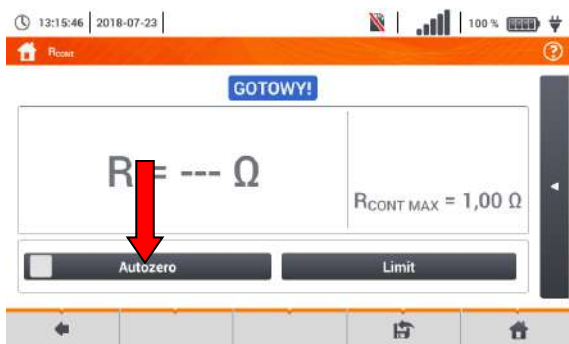 13:15:46 2018-07-23 100 %
RCONT
GOTOWY!
R = --- Ω
RCONT MAX = 1,00 Ω
Autozero Limit